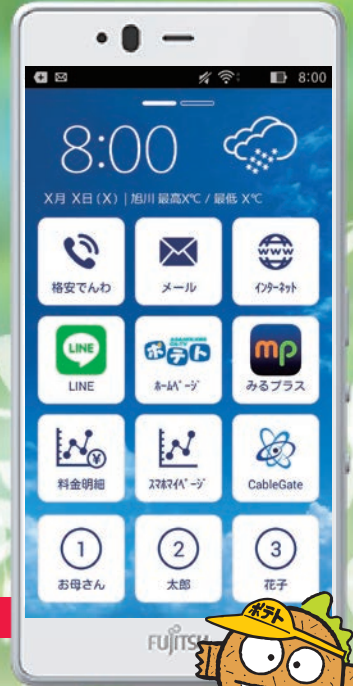 8:00
8:00
X月 X日(X) | 旭川 最高X℃ / 最低 X℃
格安でんわ
メール
www
インターネット
LINE
LINE
ポテト
ホームページ
mp
みるプラス
¥
料金明細
スマホマイページ
CableGate
1
お母さん
2
太郎
3
花子
FUJITSU
ポテト